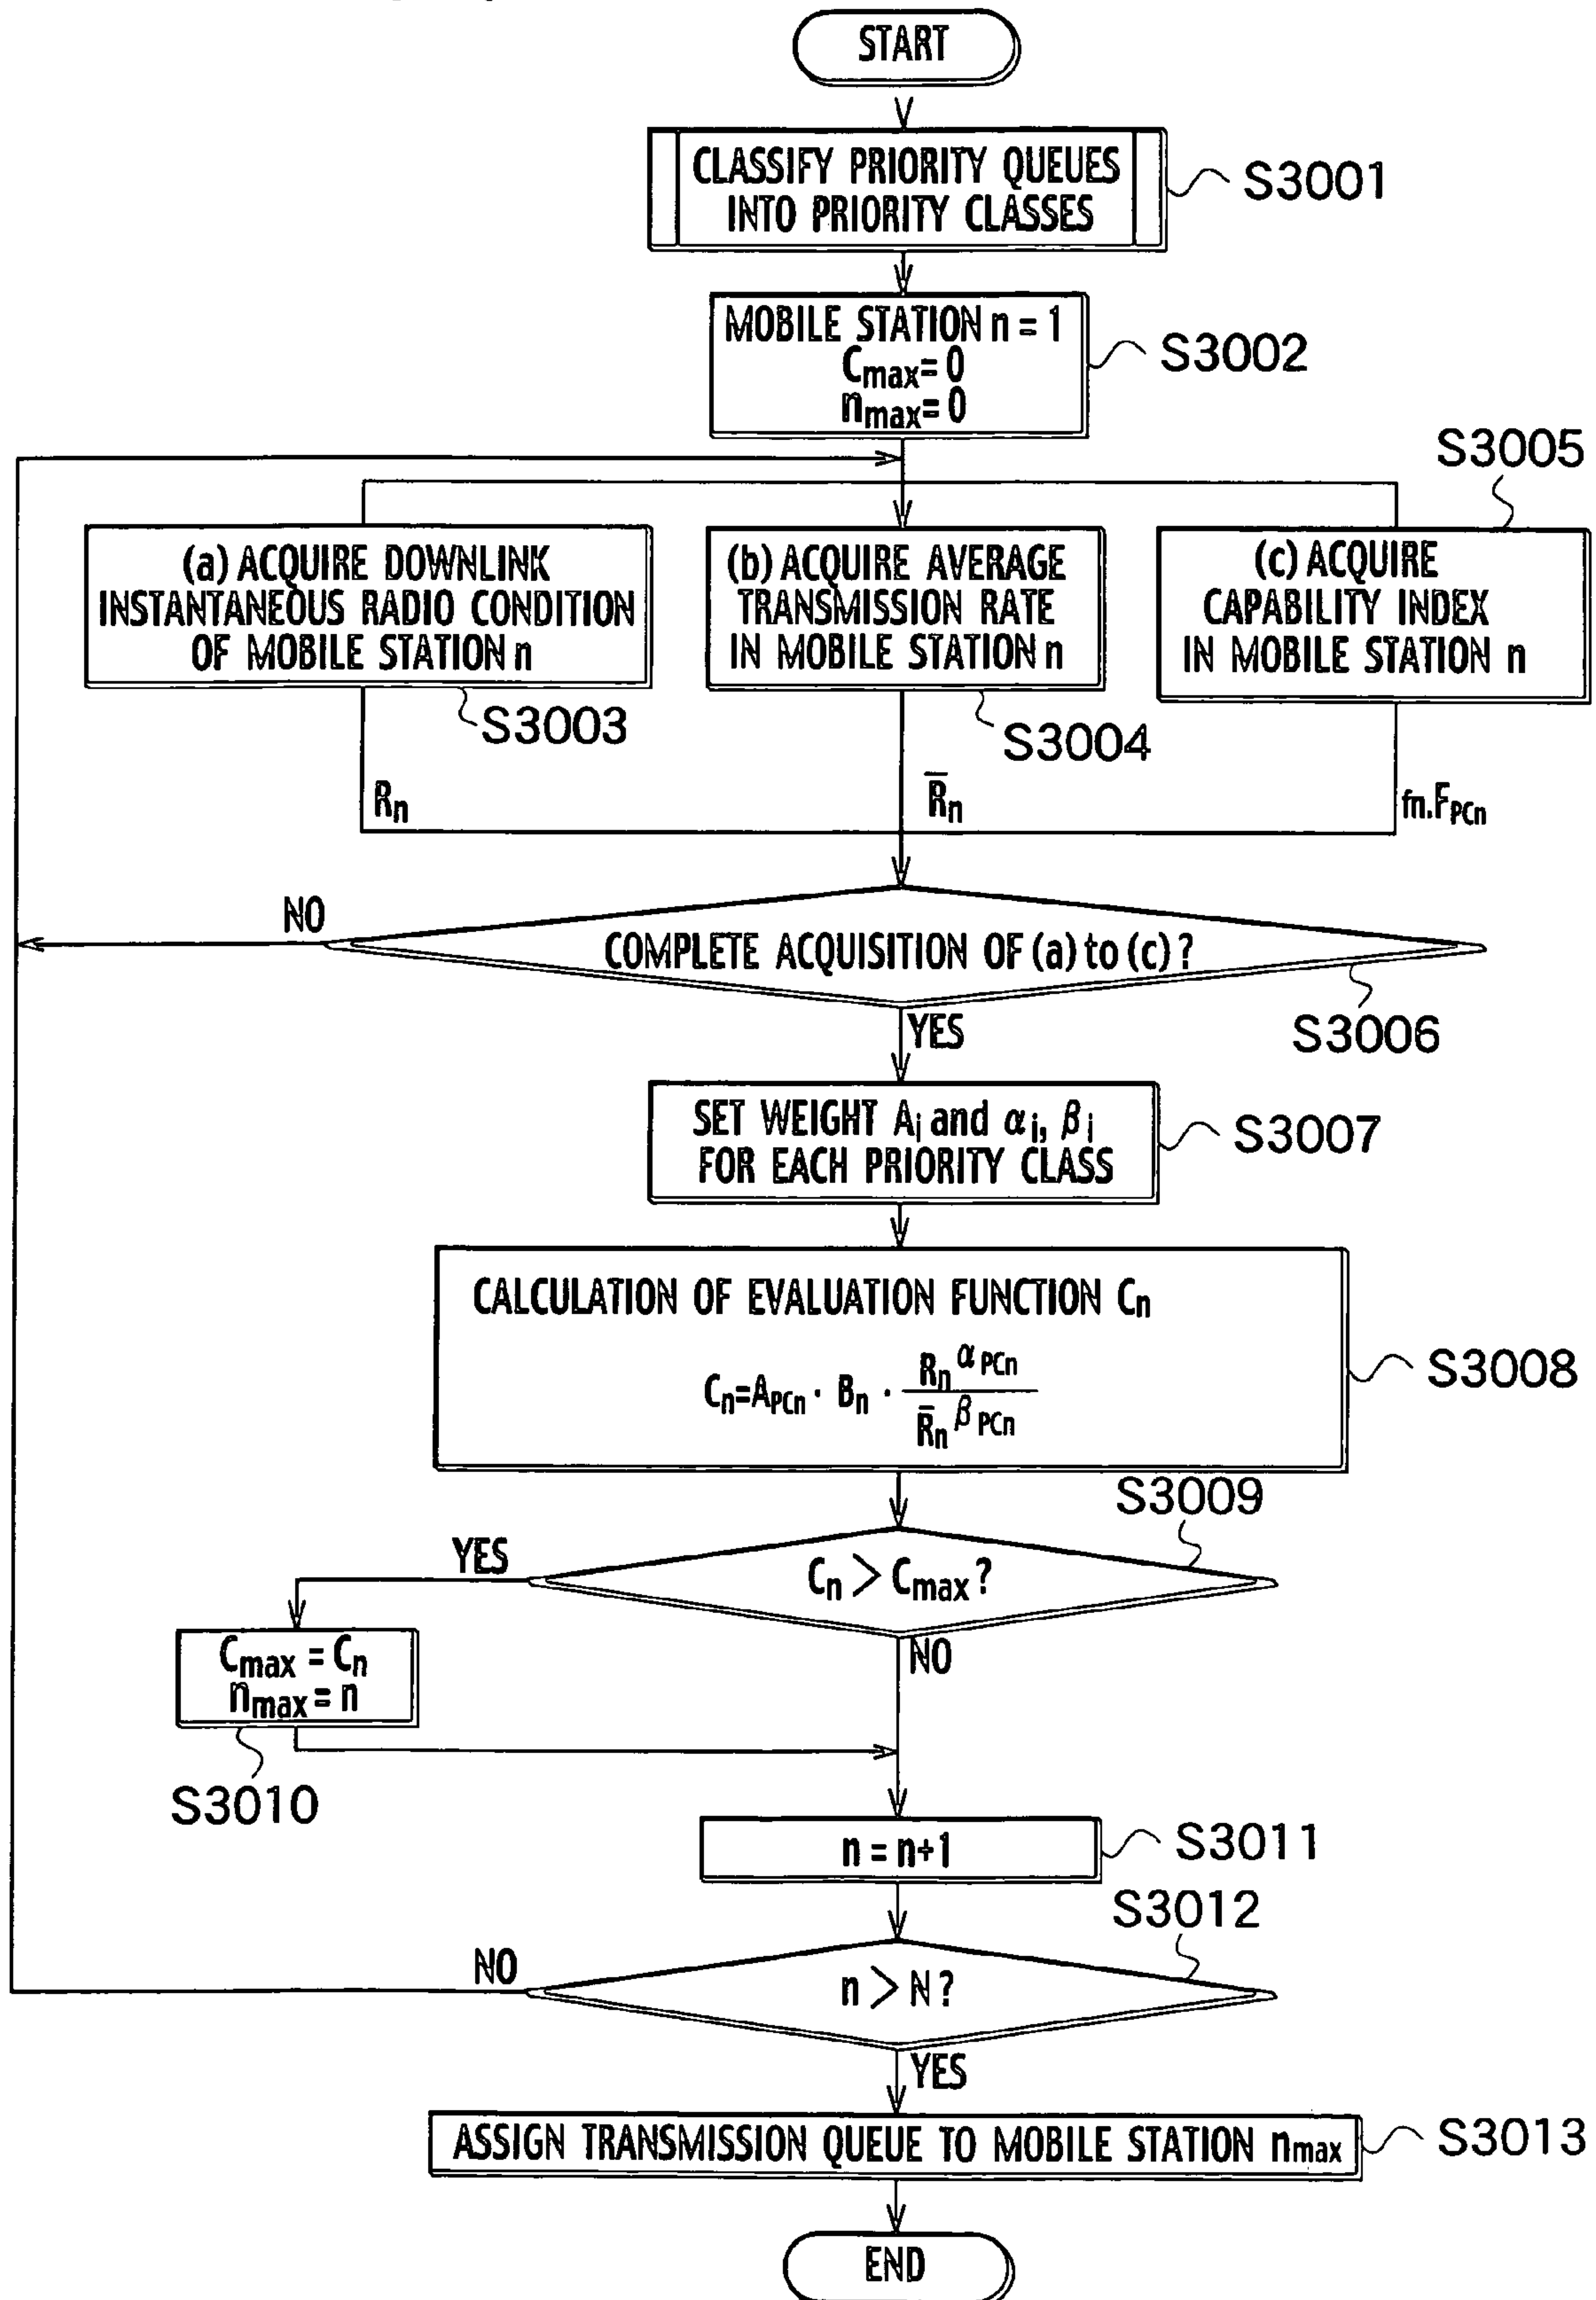 START
CLASSIFY PRIORITY QUEUES
INTO PRIORITY CLASSES
S3001
MOBILE STATION n = 1
Cmax= 0
nmax= 0
S3002
S3005
(a) ACQUIRE DOWNLINK
INSTANTANEOUS RADIO CONDITION
OF MOBILE STATION n
S3003
(b) ACQUIRE AVERAGE
TRANSMISSION RATE
IN MOBILE STATION n
S3004
(c) ACQUIRE
CAPABILITY INDEX
IN MOBILE STATION n
Rn
R̄n
fn.FPCn
NO
COMPLETE ACQUISITION OF (a) to (c) ?
S3006
YES
SET WEIGHT Ai and αi, βi
FOR EACH PRIORITY CLASS
S3007
CALCULATION OF EVALUATION FUNCTION Cn
Cn=APCn · Bn · Rn αPCn / R̄n βPCn
S3008
S3009
YES
Cn > Cmax ?
NO
Cmax = Cn
nmax = n
S3010
n = n+1
S3011
S3012
NO
n > N ?
YES
ASSIGN TRANSMISSION QUEUE TO MOBILE STATION nmax
S3013
END